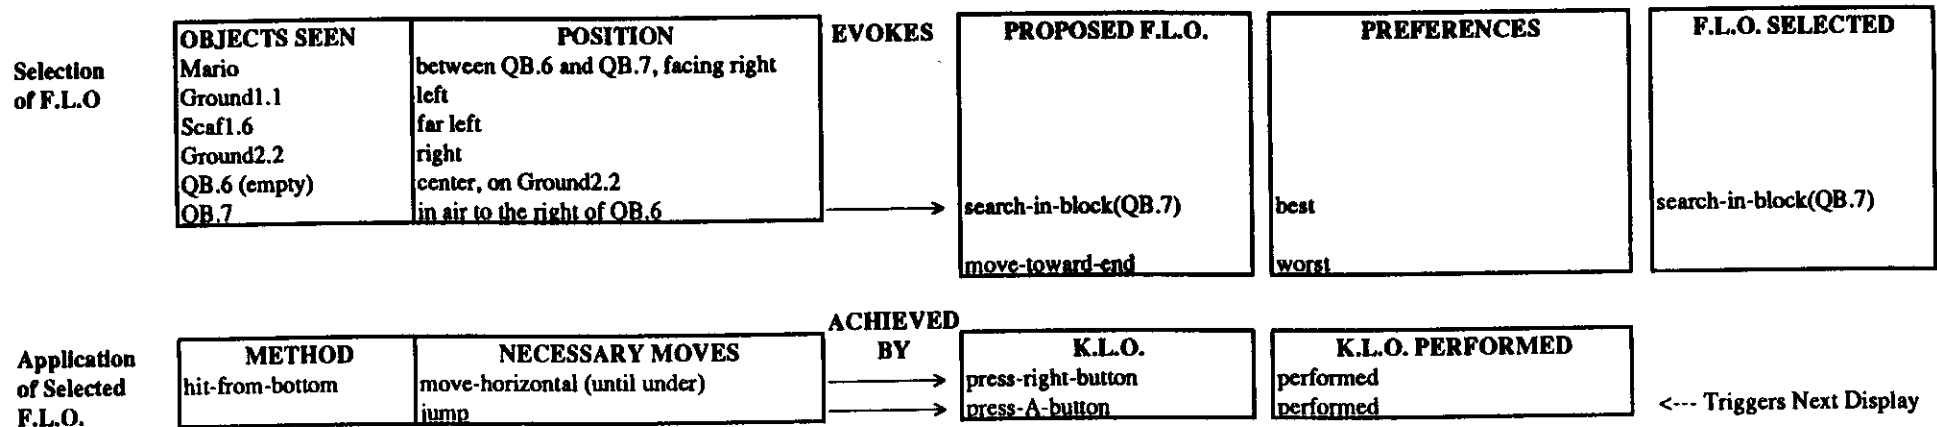 OBJECTS SEEN POSITION EVOKES PROPOSED F.L.O. PREFERENCES F.L.O. SELECTED
Selection Mario between QB.6 and QB.7, facing right
of F.L.O Ground1.1 left
Scaf1.6 far left
Ground2.2 right
QB.6 (empty) center, on Ground2.2
QB.7 in air to the right of QB.6 search-in-block(QB.7) best search-in-block(QB.7)
move-toward-end worst
ACHIEVED
Application METHOD NECESSARY MOVES BY K.L.O. K.L.O. PERFORMED
of Selected hit-from-bottom move-horizontal (until under) press-right-button performed
F.L.O. jump press-A-button performed <--- Triggers Next Display